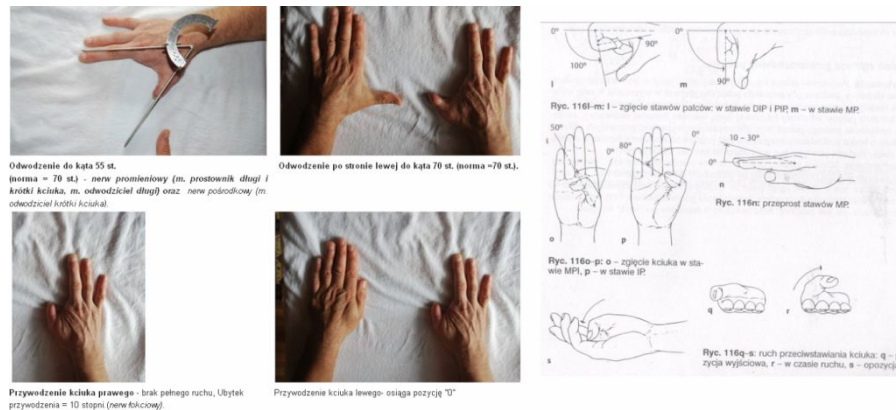 Odwodzenie do kąta 55 st.
(norma = 70 st.) - nerw promieniowy (m. prostownik długi i
krótki kciuka, m. odwodziciel długi) oraz nerw pośrodkowy (m.
odwodziciel krótki kciuka).
Odwodzenie po stronie lewej do kąta 70 st. (norma =70 st.).
Przywodzenie kciuka prawego - brak pełnego ruchu, Ubytek
przywodzenia = 10 stopni.(nerw łokciowy).
Przywodzenie kciuka lewego- osiąga pozycję "0"
0° 0°
90°
100° 90°
l m
Ryc. 116l-m: l – zgięcie stawów palców: w stawie DIP i PIP, m – w stawie MP.
50° 0° 80° 0°
10 – 30°
0°
n
Ryc. 116n: przeprost stawów MP.
o p
Ryc. 116o-p: o – zgięcie kciuka w sta-
wie MPI, p – w stawie IP.
q r
s
Ryc. 116q-s: ruch przeciwstawiania kciuka: q -
zycja wyjściowa, r – w czasie ruchu, s – opozycja